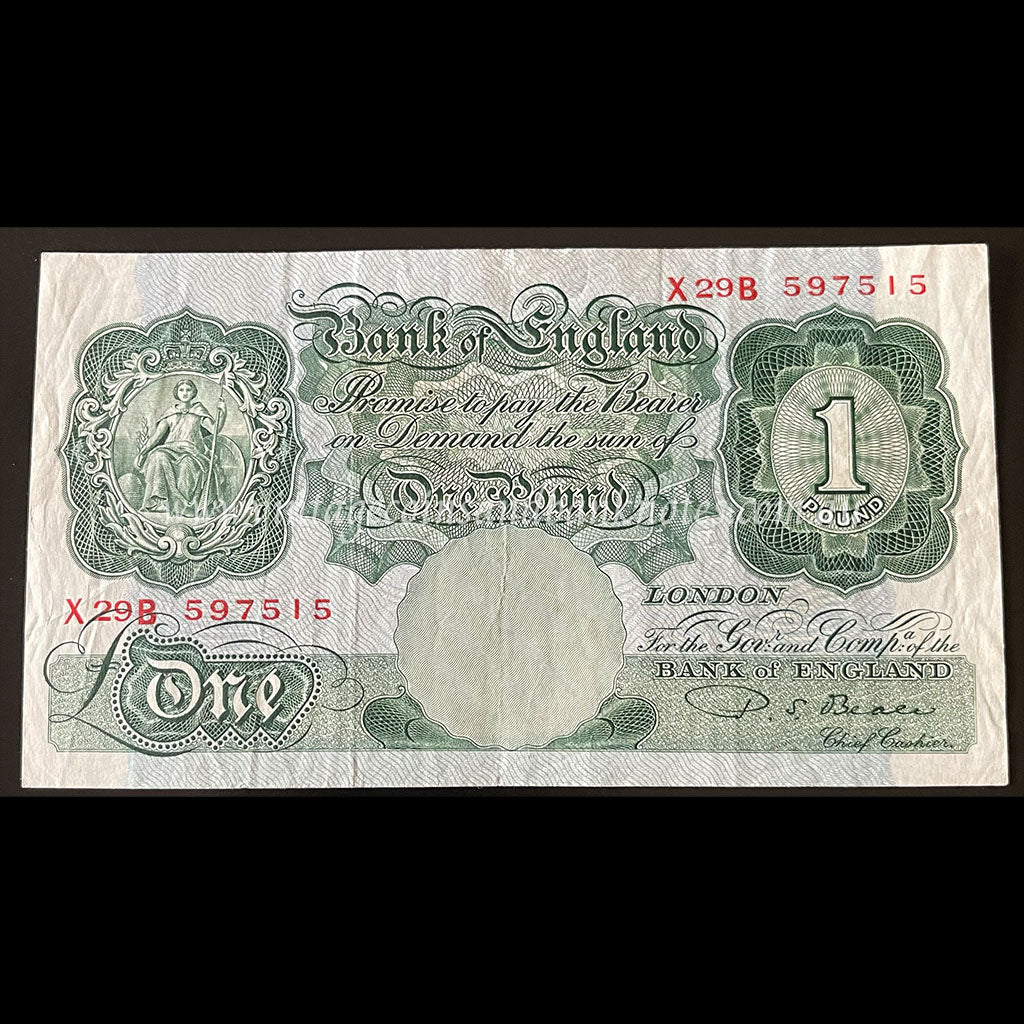 X29B 597515
Bank of England
Promise to pay the Bearer
on Demand the sum of
One Pound
1
POUND
X29B 597515
LONDON
For the Govr. and Compa. of the
BANK of ENGLAND
£One
P. S. Beale
Chief Cashier.